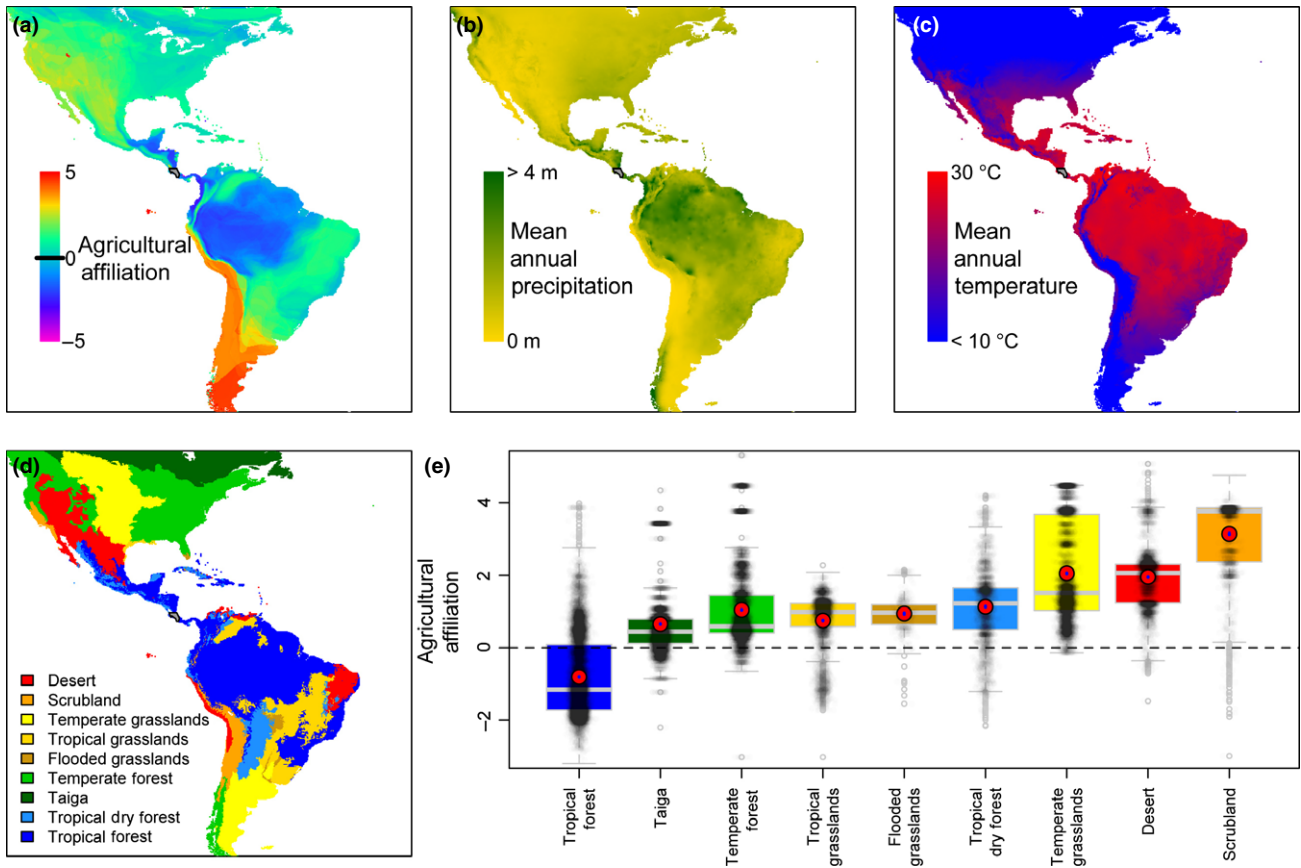 (a)
5
Agricultural
0
affiliation
–5
(b)
> 4 m
Mean
annual
precipitation
0 m
(c)
30 °C
Mean
annual
temperature
< 10 °C
(d)
Desert
Scrubland
Temperate grasslands
Tropical grasslands
Flooded grasslands
Temperate forest
Taiga
Tropical dry forest
Tropical forest
(e)
Agricultural
affiliation
4
2
0
–2
Tropical
forest
Taiga
Temperate
forest
Tropical
grasslands
Flooded
grasslands
Tropical
dry forest
Temperate
grasslands
Desert
Scrubland